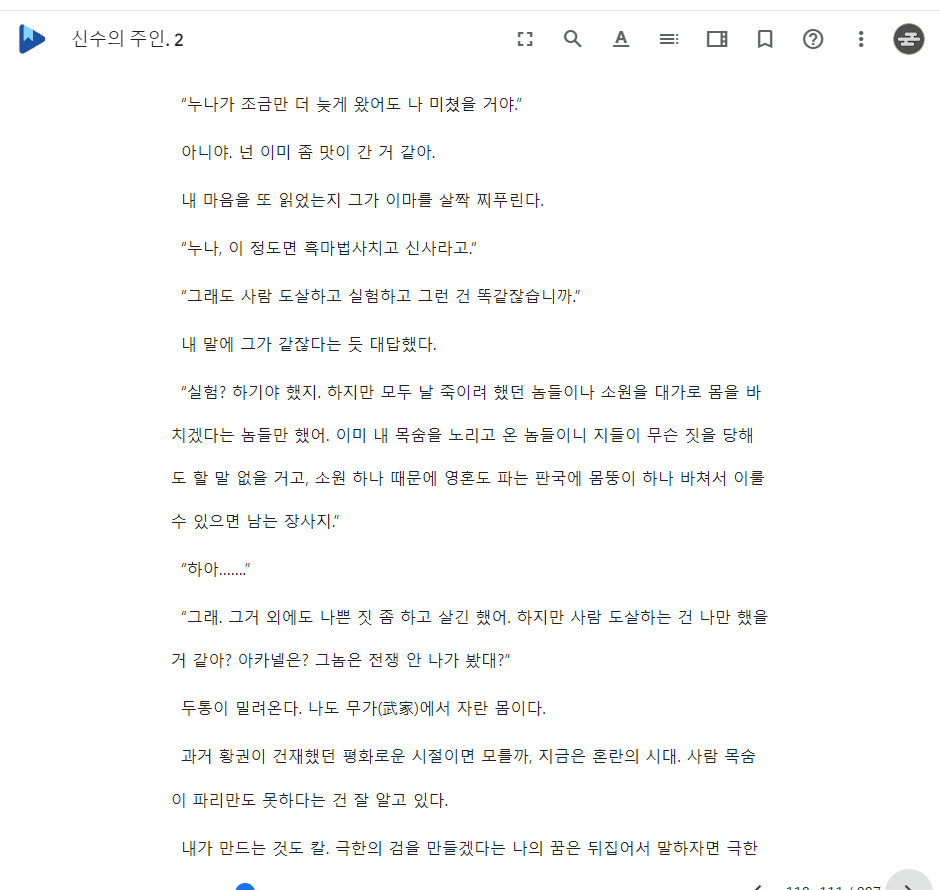 신수의 주인. 2
“누나가 조금만 더 늦게 왔어도 나 미쳤을 거야.”
아니야. 넌 이미 좀 맛이 간 거 같아.
내 마음을 또 읽었는지 그가 이마를 살짝 찌푸린다.
“누나, 이 정도면 흑마법사치고 신사라고.”
“그래도 사람 도살하고 실험하고 그런 건 똑같잖습니까.”
내 말에 그가 같잖다는 듯 대답했다.
“실험? 하기야 했지. 하지만 모두 날 죽이려 했던 놈들이나 소원을 대가로 몸을 바
치겠다는 놈들만 했어. 이미 내 목숨을 노리고 온 놈들이니 지들이 무슨 짓을 당해
도 할 말 없을 거고, 소원 하나 때문에 영혼도 파는 판국에 몸뚱이 하나 바쳐서 이룰
수 있으면 남는 장사지.”
“하아…….”
“그래. 그거 외에도 나쁜 짓 좀 하고 살긴 했어. 하지만 사람 도살하는 건 나만 했을
거 같아? 아카넬은? 그놈은 전쟁 안 나가 봤대?”
두통이 밀려온다. 나도 무가(武家)에서 자란 몸이다.
과거 황권이 건재했던 평화로운 시절이면 모를까, 지금은 혼란의 시대. 사람 목숨
이 파리만도 못하다는 건 잘 알고 있다.
내가 만드는 것도 칼. 극한의 검을 만들겠다는 나의 꿈은 뒤집어서 말하자면 극한